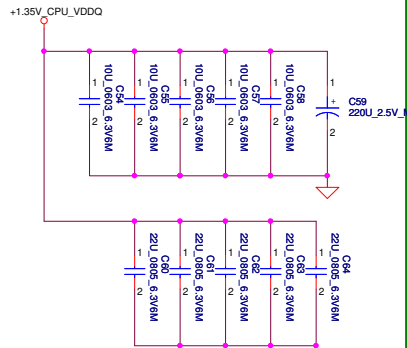 +1.35V_CPU_VDDQ
1
C54
10U_0603_6.3V6M
2
1
C55
10U_0603_6.3V6M
2
1
C56
10U_0603_6.3V6M
2
1
C57
10U_0603_6.3V6M
2
1
C58
10U_0603_6.3V6M
2
1
+
C59
220U_2.5V_
2
1
C60
22U_0805_6.3V6M
2
1
C61
22U_0805_6.3V6M
2
1
C62
22U_0805_6.3V6M
2
1
C63
22U_0805_6.3V6M
2
1
C64
22U_0805_6.3V6M
2